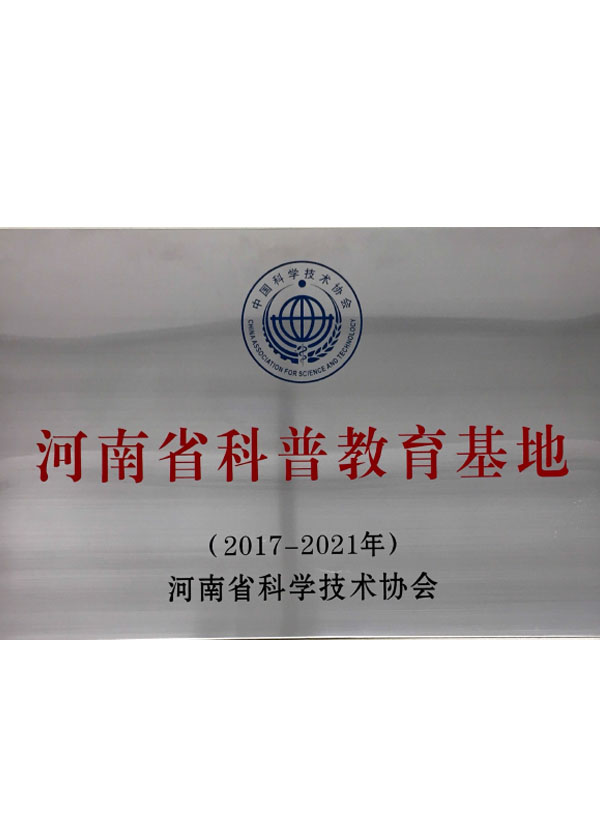 中国科学技术协会
CHINA ASSOCIATION FOR SCIENCE AND TECHNOLOGY
河南省科普教育基地
（2017-2021年）
河南省科学技术协会